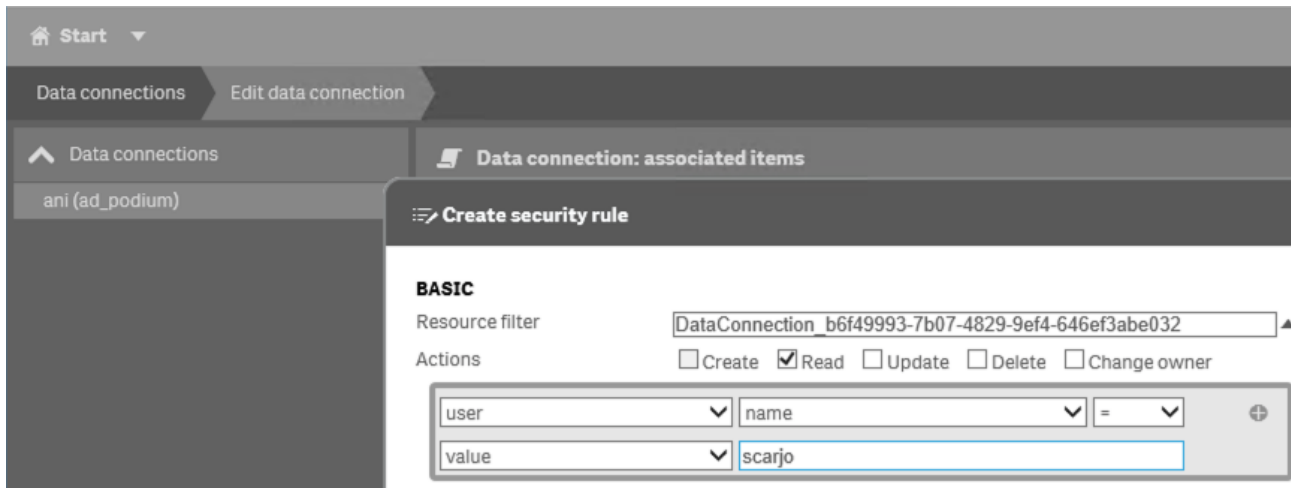 Start
Data connections Edit data connection
Data connections
Data connection: associated items
ani (ad_podium)
Create security rule
BASIC
Resource filter DataConnection_b6f49993-7b07-4829-9ef4-646ef3abe032
Actions Create Read Update Delete Change owner
user name =
value scarjo